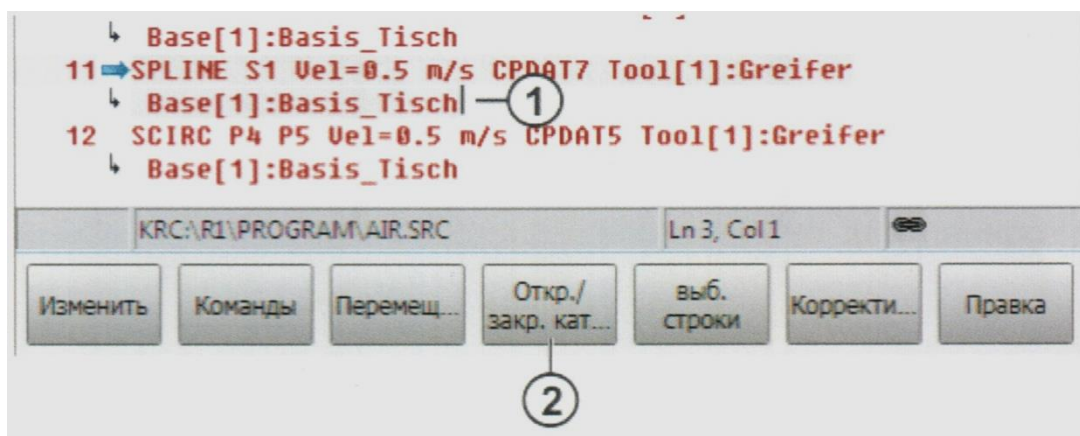 ↳ Base[1]:Basis_Tisch
11 ➡SPLINE S1 Vel=0.5 m/s CPDAT7 Tool[1]:Greifer
↳ Base[1]:Basis_Tisch
1
12 SCIRC P4 P5 Vel=0.5 m/s CPDAT5 Tool[1]:Greifer
↳ Base[1]:Basis_Tisch
KRC:\R1\PROGRAM\AIR.SRC Ln 3, Col 1
Изменить Команды Перемещ... Откр./ закр. кат... выб. строки Корректи... Правка
2